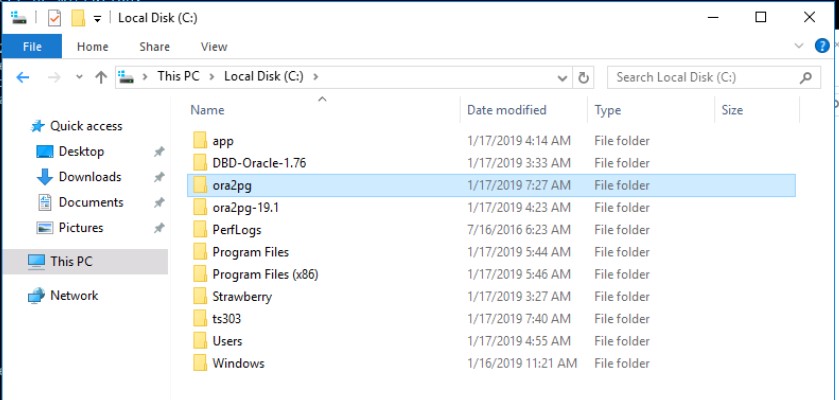 Local Disk (C:)
File Home Share View
This PC Local Disk (C:) Search Local Disk (C:)
Name Date modified Type Size
Quick access
Desktop
Downloads
Documents
Pictures
This PC
Network
app 1/17/2019 4:14 AM File folder
DBD-Oracle-1.76 1/17/2019 3:33 AM File folder
ora2pg 1/17/2019 7:27 AM File folder
ora2pg-19.1 1/17/2019 4:23 AM File folder
PerfLogs 7/16/2016 6:23 AM File folder
Program Files 1/17/2019 5:44 AM File folder
Program Files (x86) 1/17/2019 5:46 AM File folder
Strawberry 1/17/2019 3:27 AM File folder
ts303 1/17/2019 7:40 AM File folder
Users 1/17/2019 4:55 AM File folder
Windows 1/16/2019 11:21 AM File folder